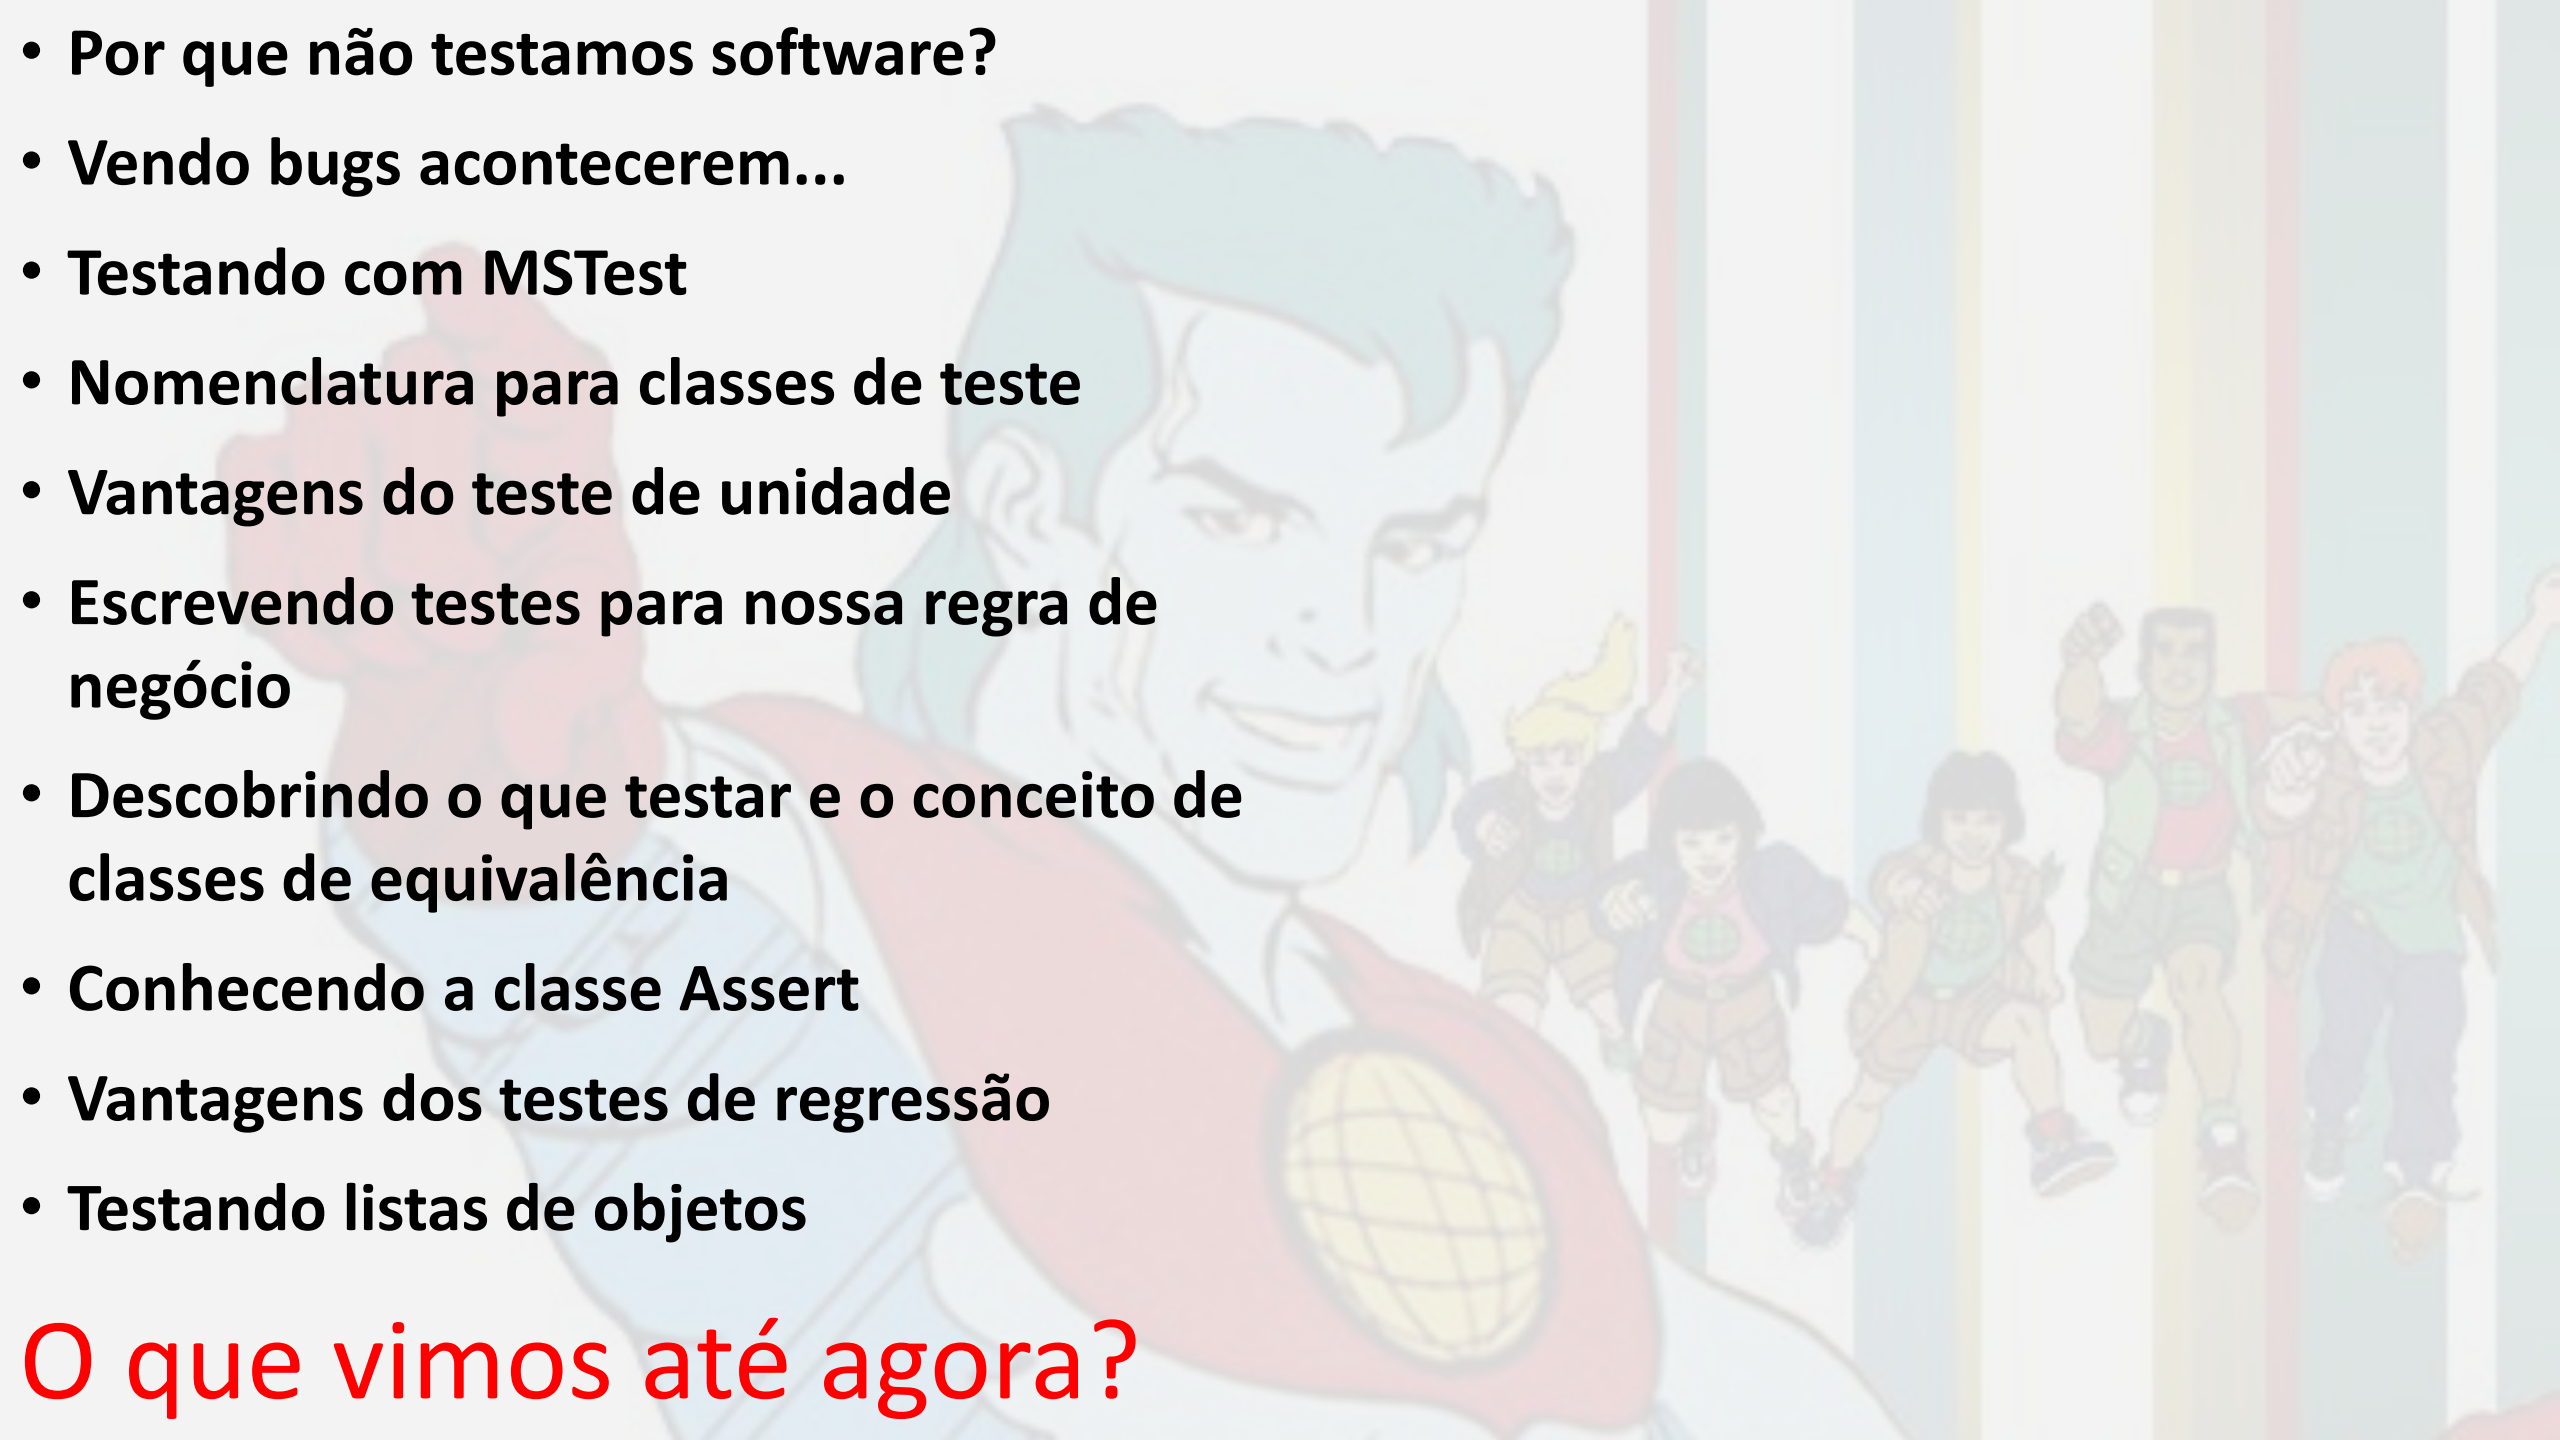 • Por que não testamos software?
• Vendo bugs acontecerem...
• Testando com MSTest
• Nomenclatura para classes de teste
• Vantagens do teste de unidade
• Escrevendo testes para nossa regra de
negócio
• Descobrindo o que testar e o conceito de
classes de equivalência
• Conhecendo a classe Assert
• Vantagens dos testes de regressão
• Testando listas de objetos
O que vimos até agora?